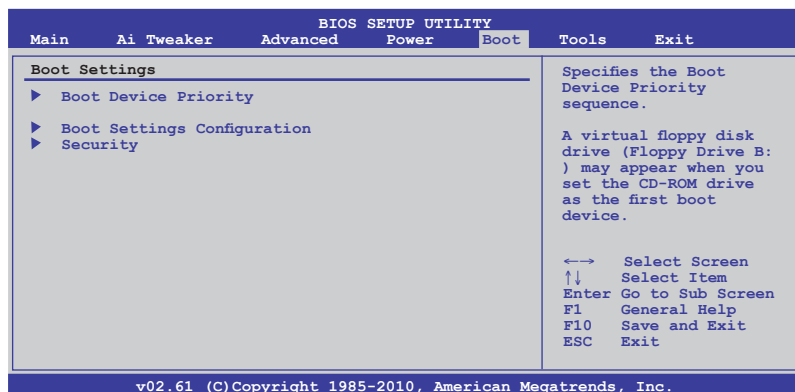 BIOS SETUP UTILITY
Main Ai Tweaker Advanced Power Boot Tools Exit
Boot Settings
Boot Device Priority
Boot Settings Configuration
Security
Specifies the Boot
Device Priority
sequence.
A virtual floppy disk
drive (Floppy Drive B:
) may appear when you
set the CD-ROM drive
as the first boot
device.
←→ Select Screen
↑↓ Select Item
Enter Go to Sub Screen
F1 General Help
F10 Save and Exit
ESC Exit
v02.61 (C)Copyright 1985-2010, American Megatrends, Inc.